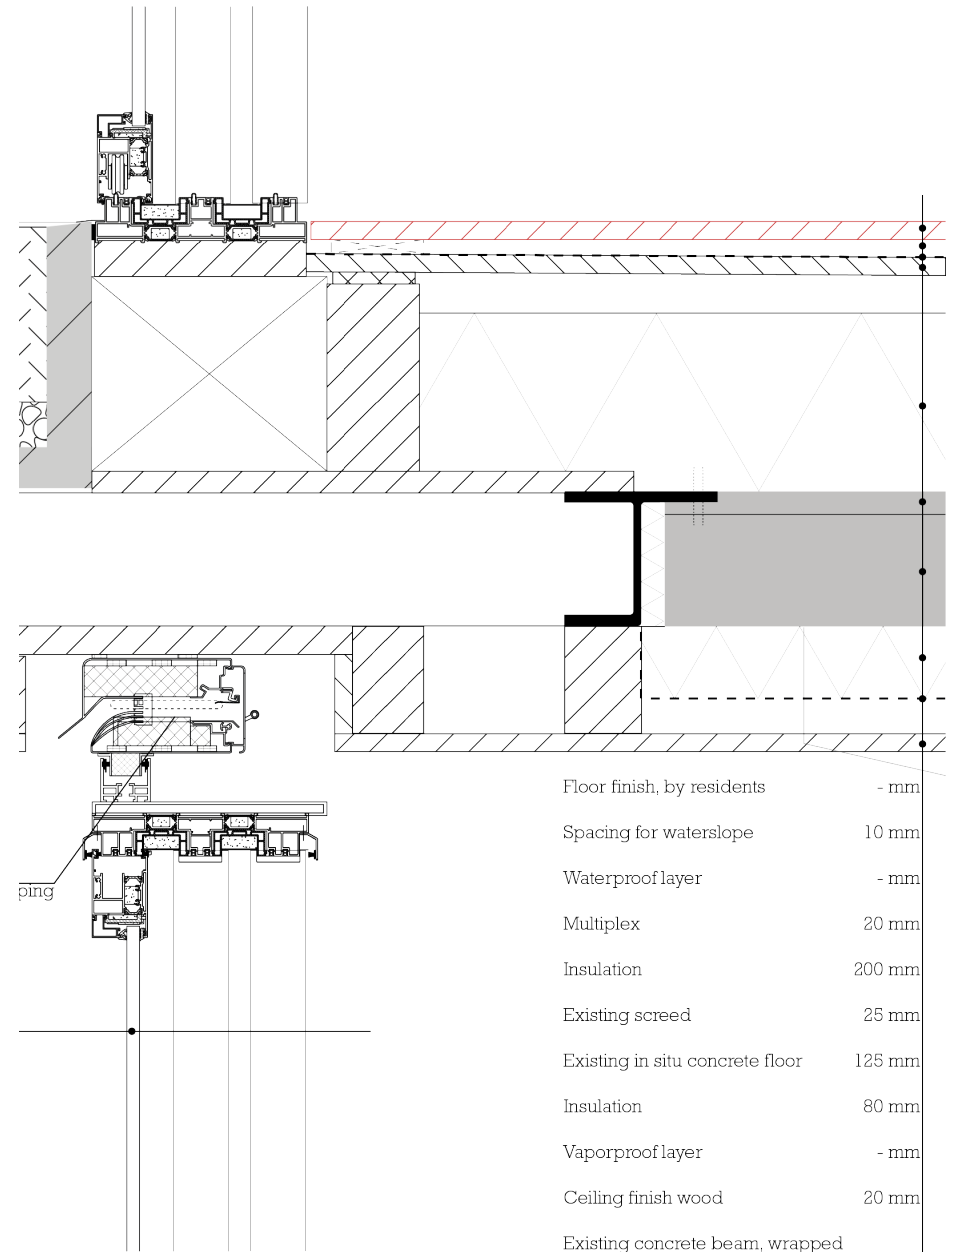 ping
Floor finish, by residents - mm
Spacing for waterslope 10 mm
Waterproof layer - mm
Multiplex 20 mm
Insulation 200 mm
Existing screed 25 mm
Existing in situ concrete floor 125 mm
Insulation 80 mm
Vaporproof layer - mm
Ceiling finish wood 20 mm
Existing concrete beam, wrapped